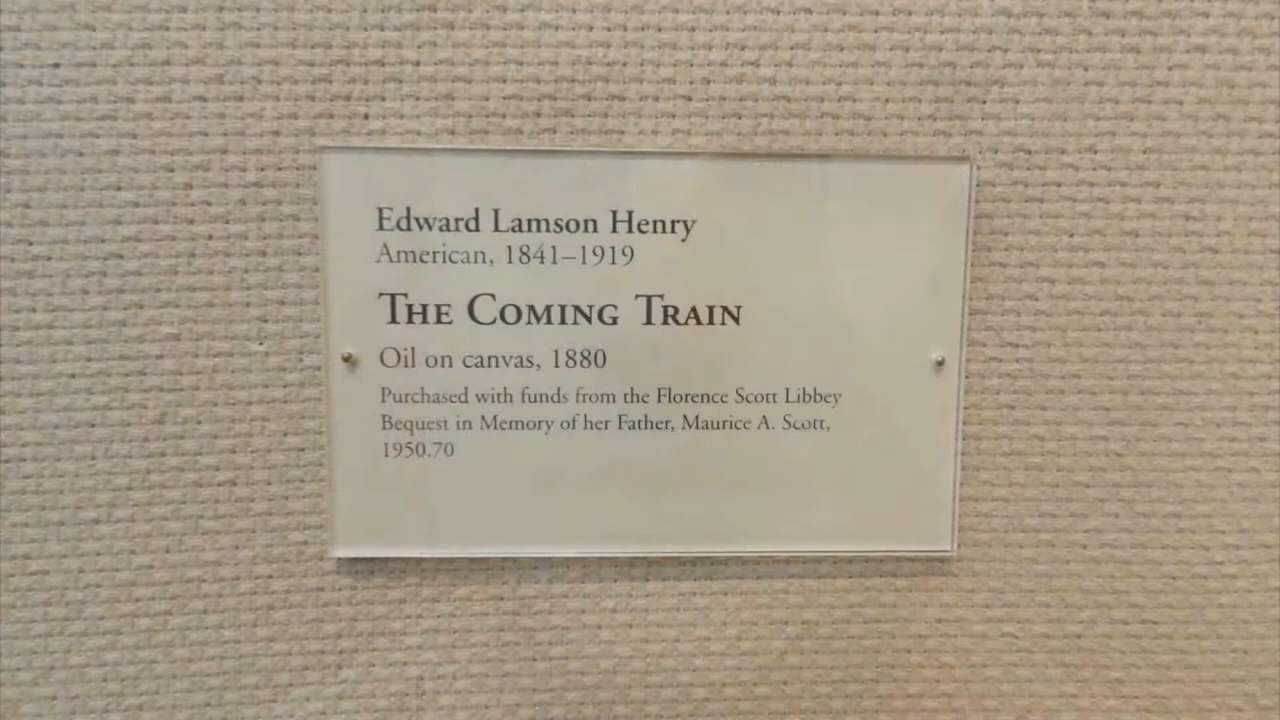 Edward Lamson Henry
American, 1841–1919
The Coming Train
Oil on canvas, 1880
Purchased with funds from the Florence Scott Libbey
Bequest in Memory of her Father, Maurice A. Scott,
1950.70